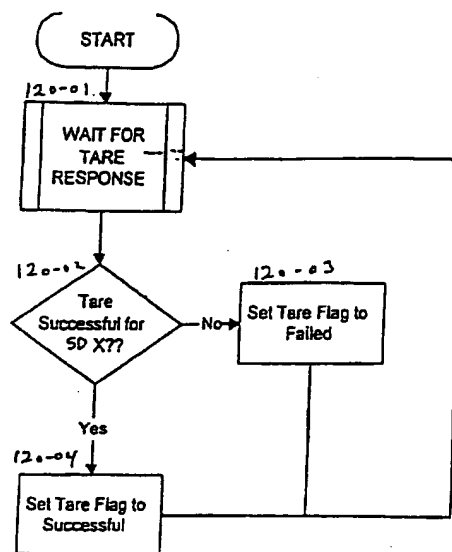 START
120-01.
WAIT FOR
TARE
RESPONSE
120-02
Tare
Successful for
SD X??
No
120-03
Set Tare Flag to
Failed
Yes
120-04
Set Tare Flag to
Successful